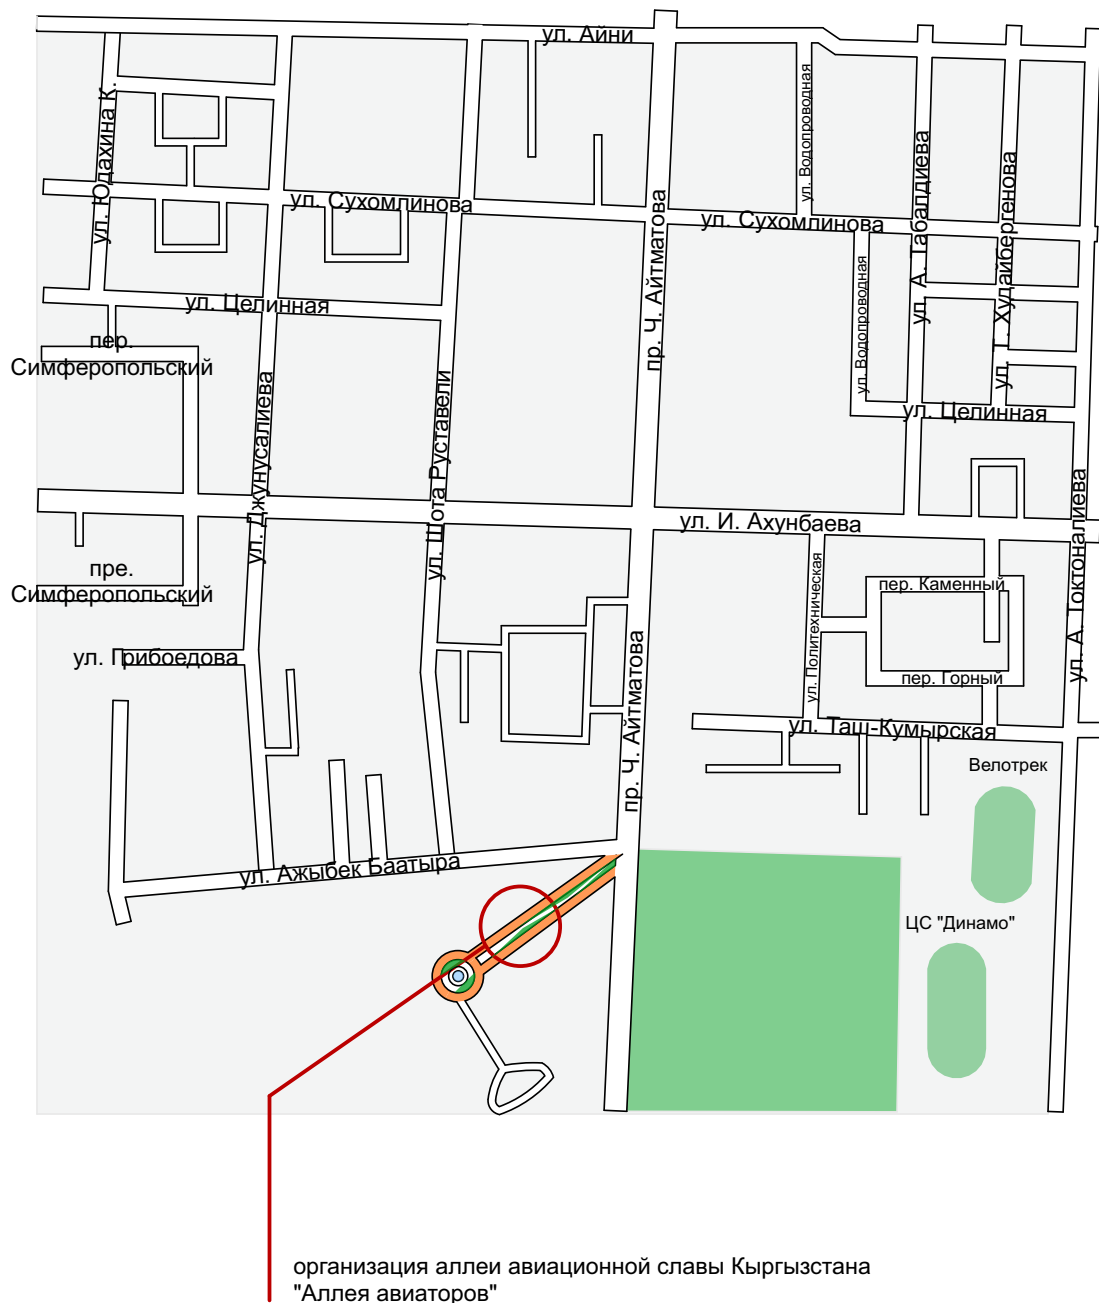 ул. Айни
ул. Юдахина К.
ул. Водопроводная
ул. А. Табалдиева
ул. Т. Худайбергенова
ул. Сухомлинова
ул. Сухомлинова
пр. Ч. Айтматова
ул. Водопроводная
ул. Целинная
пер.
Симферопольский
ул. Джунусалиева
ул. Шота Руставели
ул. Целинная
ул. И. Ахунбаева
ул. А. Токтоналиева
пре.
Симферопольский
ул. Политехническая
пер. Каменный
ул. Грибоедова
пр. Ч. Айтматова
пер. Горный
ул. Таш-Кумырская
Велотрек
ул. Ажыбек Баатыра
ЦС "Динамо"
организация аллеи авиационной славы Кыргызстана
"Аллея авиаторов"